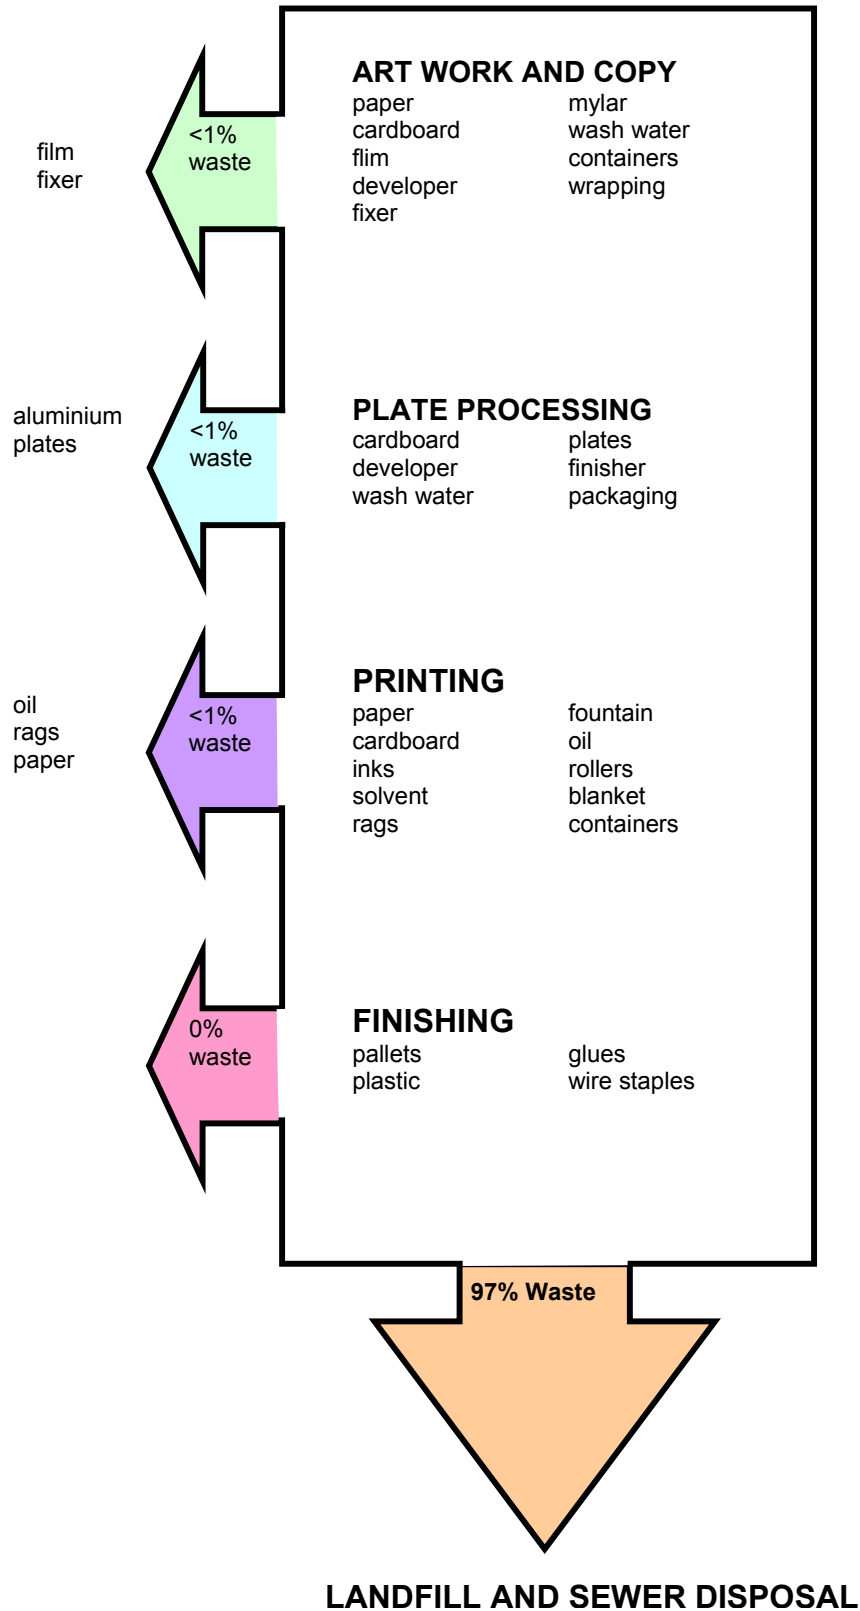 ART WORK AND COPY
paper mylar
cardboard wash water
flim containers
developer wrapping
fixer
<1%
waste
film
fixer
PLATE PROCESSING
cardboard plates
developer finisher
wash water packaging
<1%
waste
aluminium
plates
PRINTING
paper fountain
cardboard oil
inks rollers
solvent blanket
rags containers
<1%
waste
oil
rags
paper
FINISHING
pallets glues
plastic wire staples
0%
waste
97% Waste
LANDFILL AND SEWER DISPOSAL